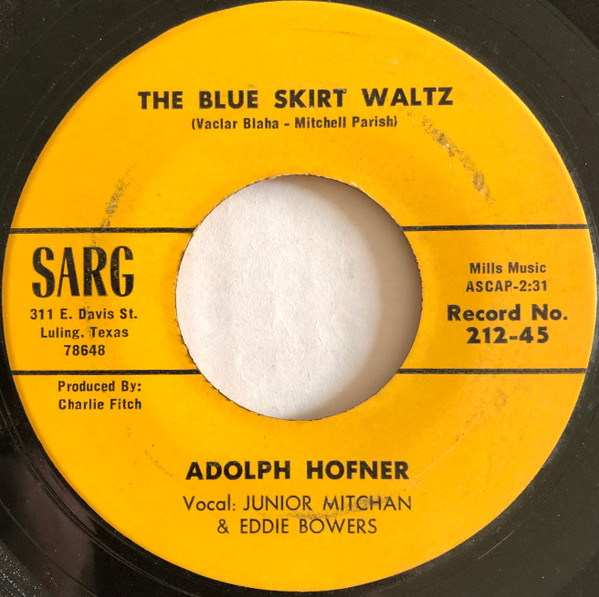 THE BLUE SKIRT WALTZ
(Vaclar Blaha - Mitchell Parish)
SARG
311 E. Davis St.
Luling, Texas
78648
Mills Music
ASCAP-2:31
Record No.
212-45
Produced By:
Charlie Fitch
ADOLPH HOFNER
Vocal: JUNIOR MITCHAN
& EDDIE BOWERS